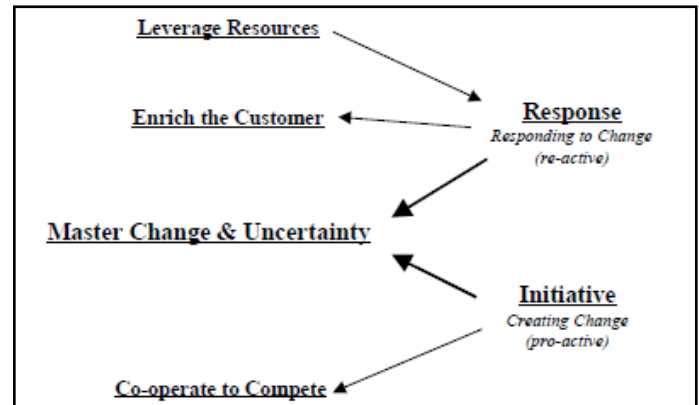 Leverage Resources
Enrich the Customer
Response
Responding to Change
(re-active)
Master Change & Uncertainty
Initiative
Creating Change
(pro-active)
Co-operate to Compete